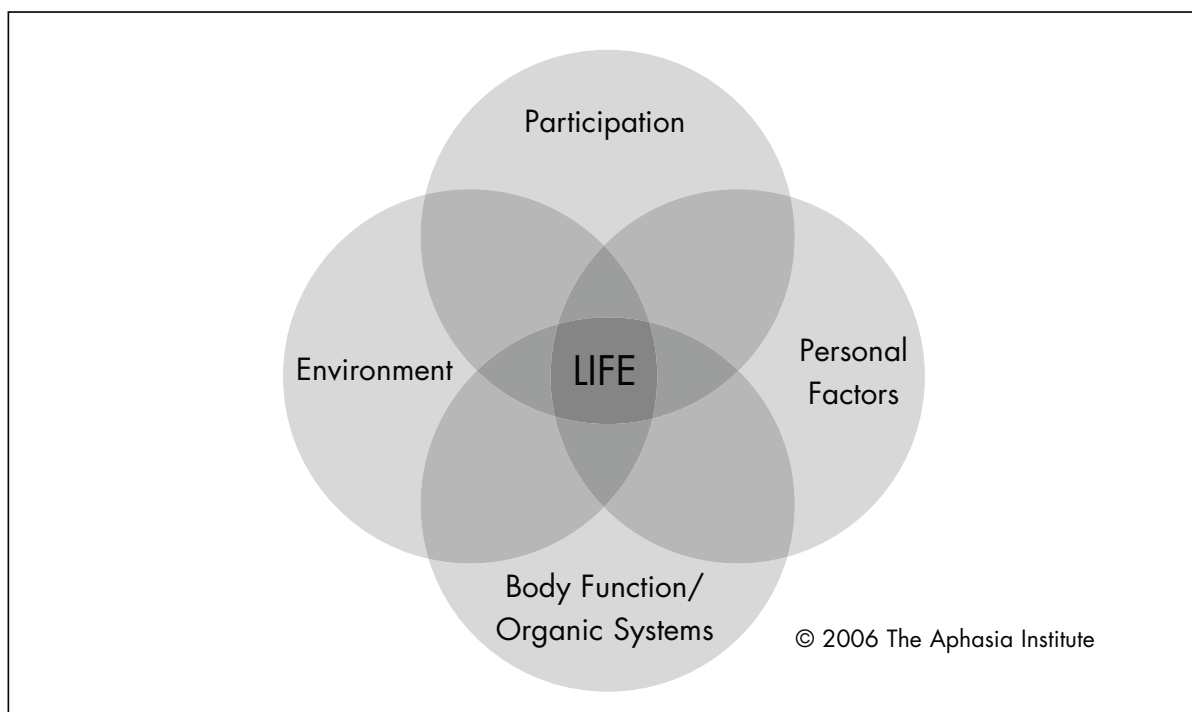 Participation
Environment
LIFE
Personal
Factors
Body Function/
Organic Systems
© 2006 The Aphasia Institute